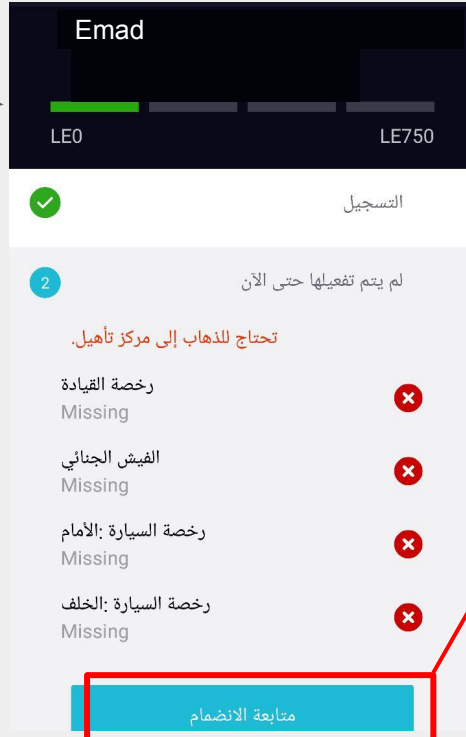 Emad
LE0 LE750
التسجيل
2 لم يتم تفعيلها حتى الآن
تحتاج للذهاب إلى مركز تأهيل.
رخصة القيادة
Missing
الفيش الجنائي
Missing
رخصة السيارة :الأمام
Missing
رخصة السيارة :الخلف
Missing
متابعة الانضمام